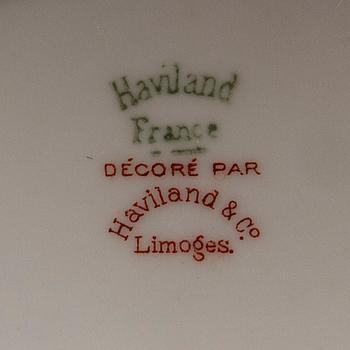 Haviland
France
DÉCORÉ PAR
Haviland & Co
Limoges.